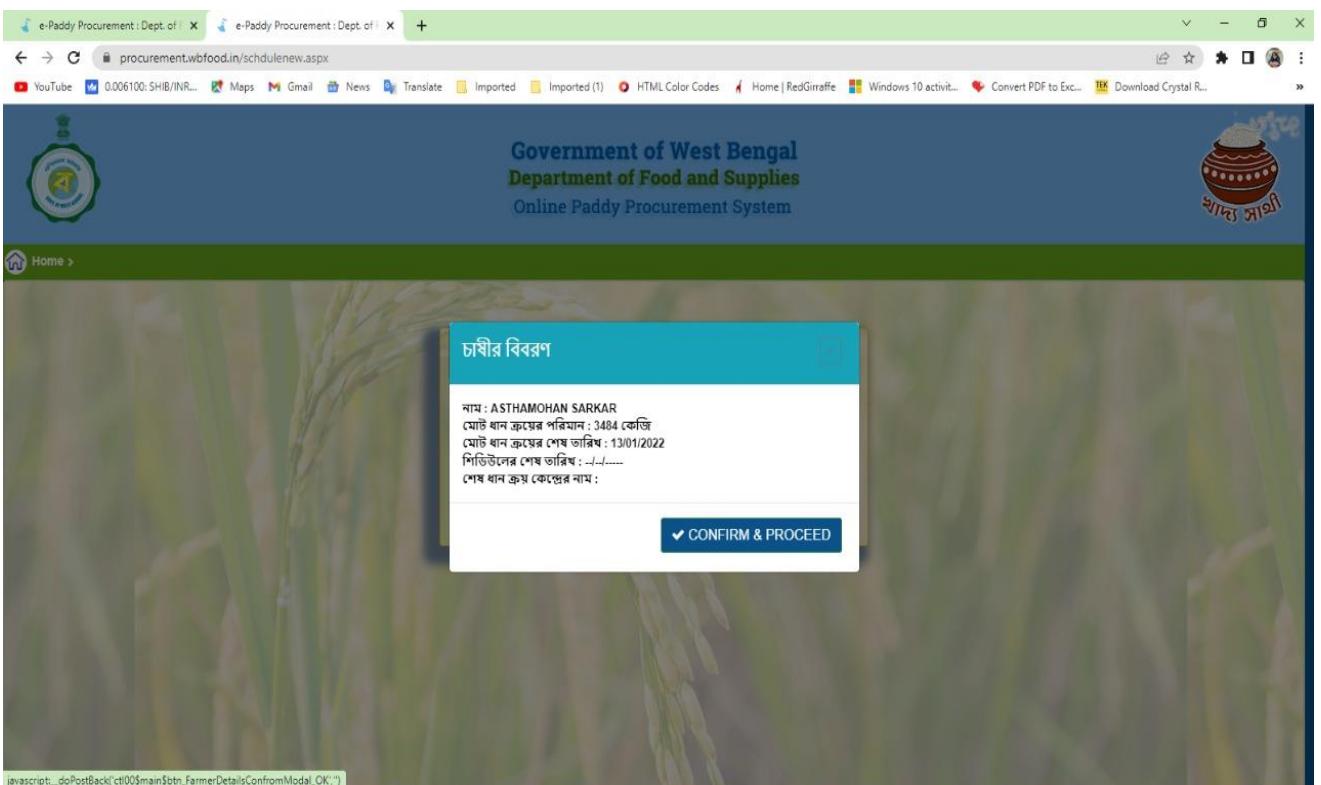 e-Paddy Procurement : Dept. of F
e-Paddy Procurement : Dept. of F
procurement.wbfood.in/schdulenew.aspx
YouTube 0.006100: SHIB/INR... Maps Gmail News Translate Imported Imported (1) HTML Color Codes Home | RedGirraffe Windows 10 activit... Convert PDF to Exc... Download Crystal R... »
Government of West Bengal
Department of Food and Supplies
Online Paddy Procurement System
খাদ্য সাথী
Home >
চাষীর বিবরণ
নাম : ASTHAMOHAN SARKAR
মোট ধান ক্রয়ের পরিমান : 3484 কেজি
মোট ধান ক্রয়ের শেষ তারিখ : 13/01/2022
শিডিউলের শেষ তারিখ : --/--/-----
শেষ ধান ক্রয় কেন্দ্রের নাম :
CONFIRM & PROCEED
javascript:__doPostBack('ctl00$main$btn_FarmerDetailsConfromModal_OK','')